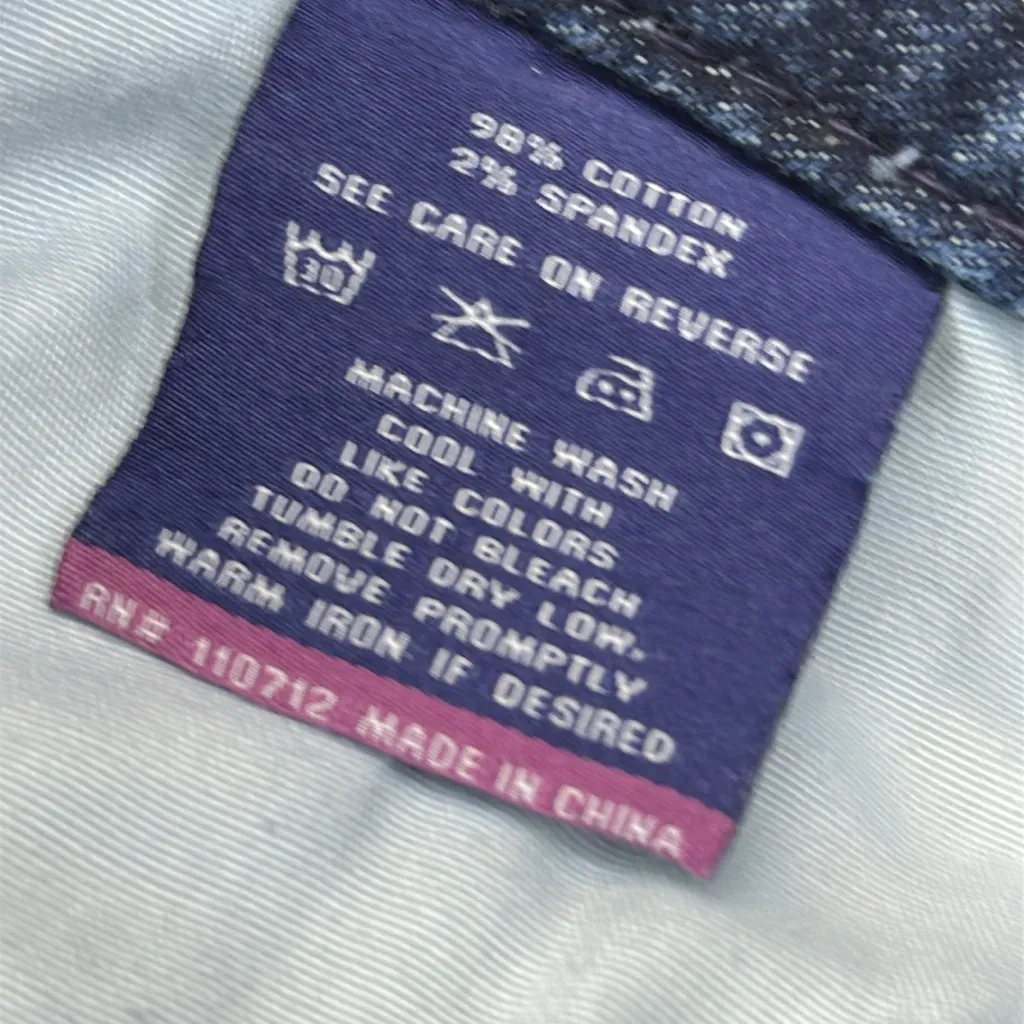 98% COTTON
2% SPANDEX
SEE CARE ON REVERSE
30
MACHINE WASH
COOL WITH
LIKE COLORS
DO NOT BLEACH
TUMBLE DRY LOW.
REMOVE PROMPTLY
WARM IRON IF DESIRED
RN# 110712 MADE IN CHINA